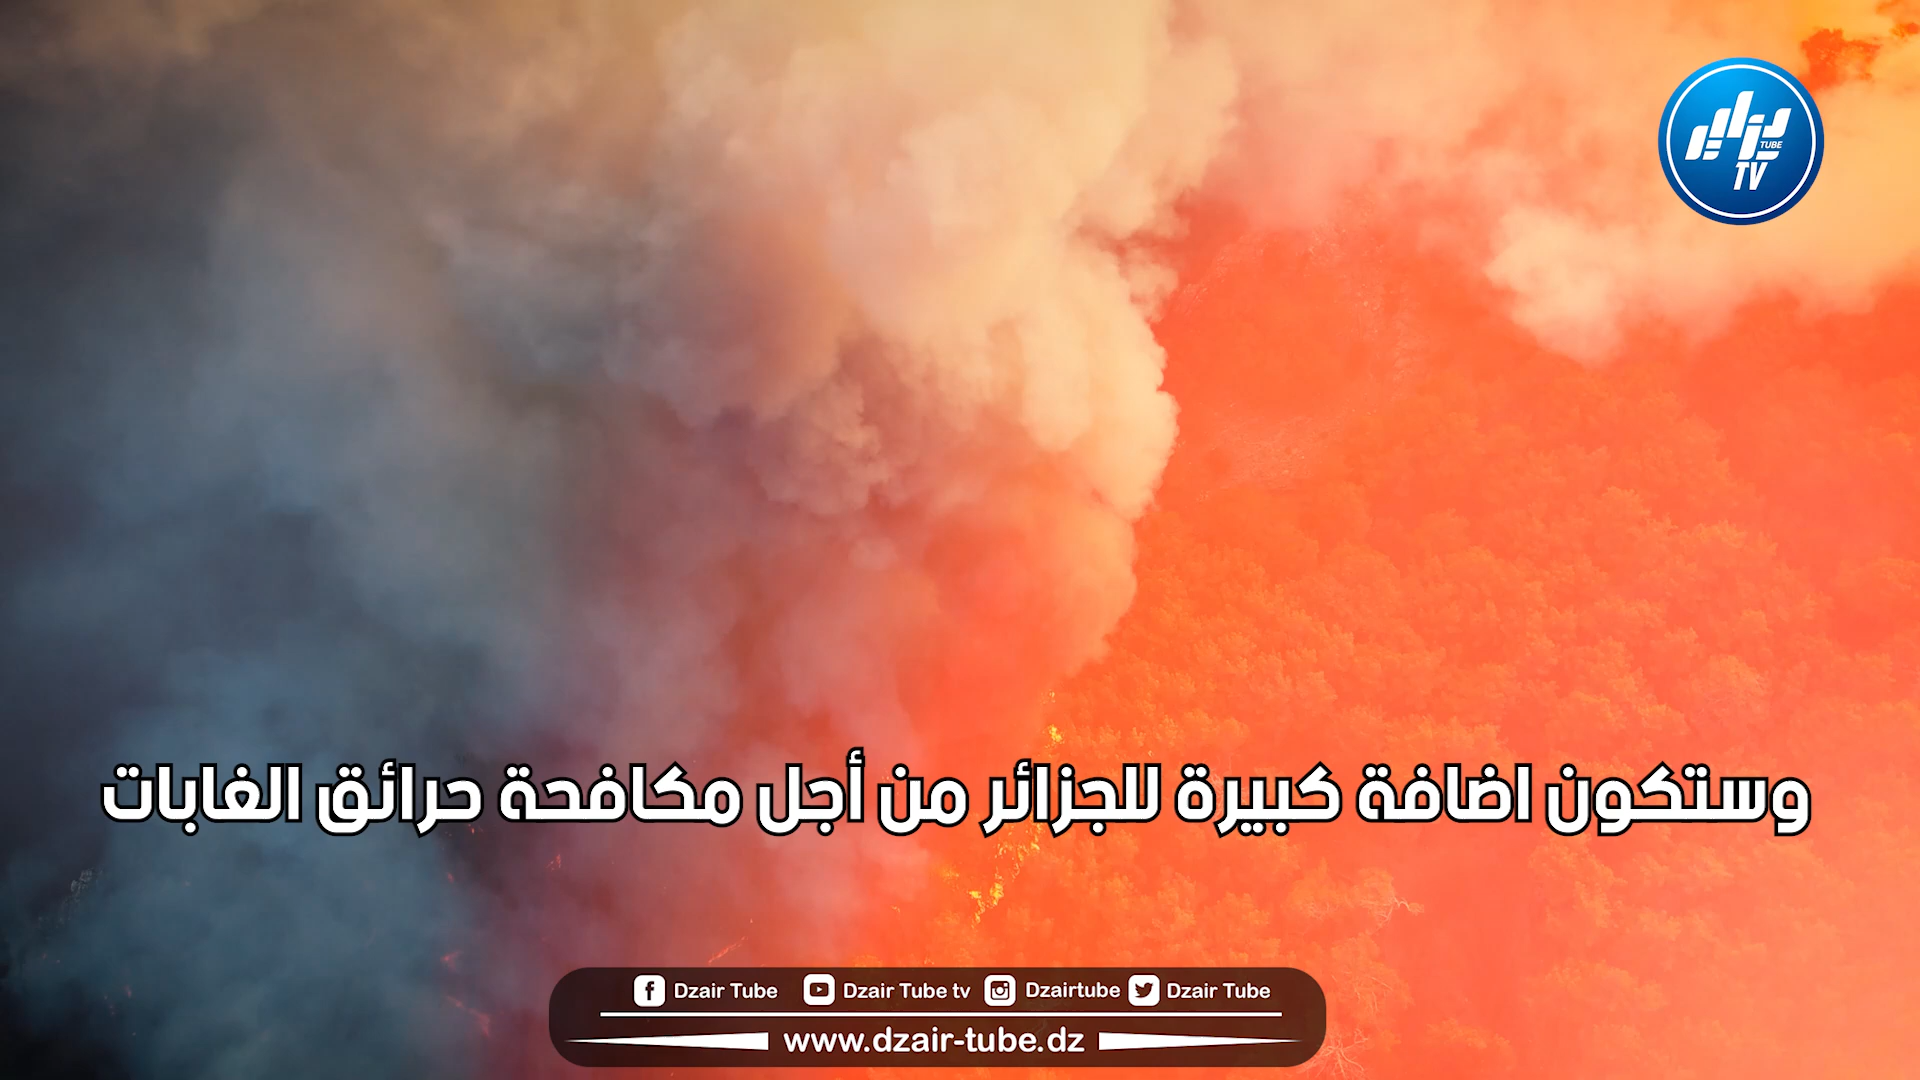 دزاير
TUBE
TV
وستكون اضافة كبيرة للجزائر من أجل مكافحة حرائق الغابات
Dzair Tube Dzair Tube tv Dzairtube Dzair Tube
www.dzair-tube.dz